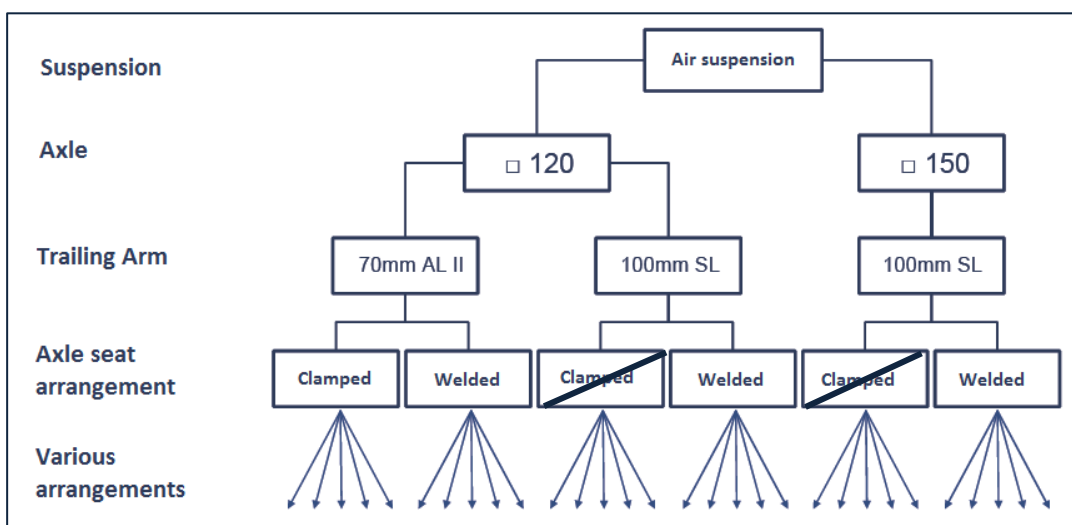 Suspension
Air suspension
Axle
□ 120
□ 150
Trailing Arm
70mm AL II
100mm SL
100mm SL
Axle seat
arrangement
Clamped
Welded
Clamped
Welded
Clamped
Welded
Various
arrangements